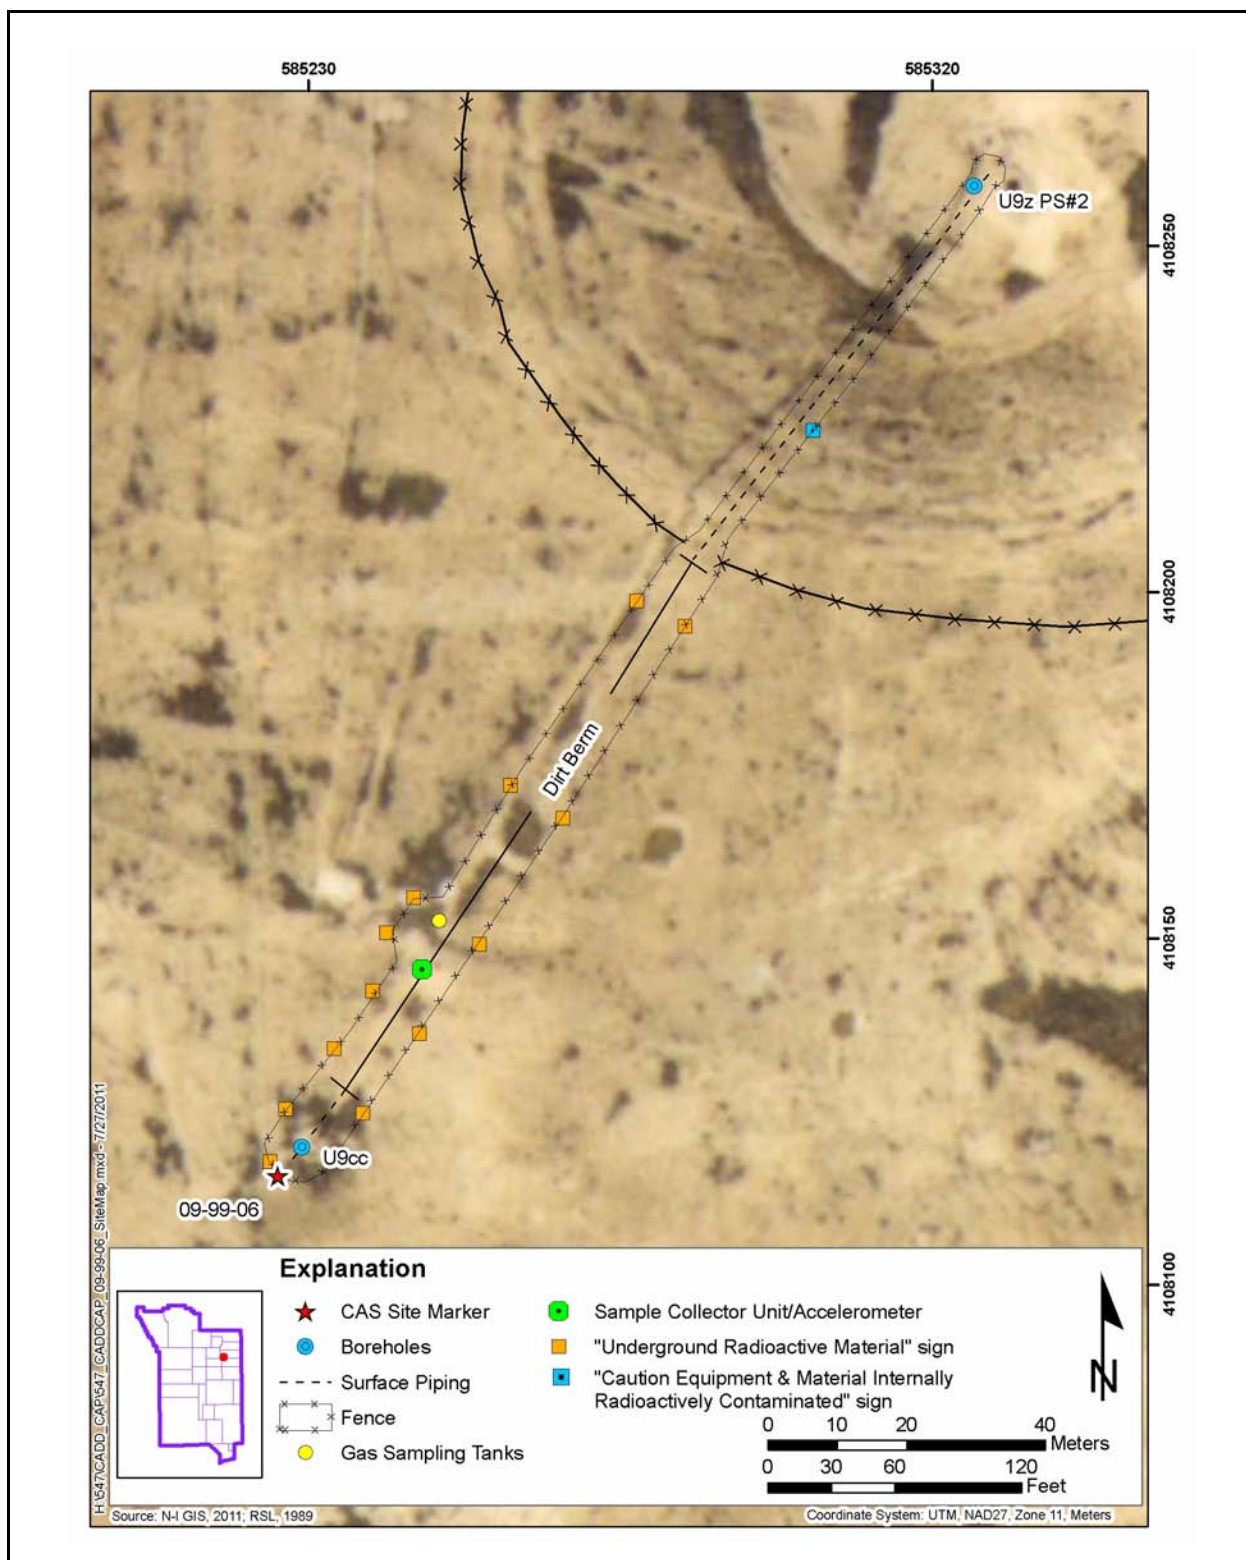 585230
585320
U9z PS#2
4108250
4108200
Dirt Berm
4108150
U9cc
09-99-06
4108100
H:\547\CADD_CAP\547_CADDCAP_09-99-06_SiteMap.mxd - 7/27/2011
Explanation
CAS Site Marker
Boreholes
Surface Piping
Fence
Gas Sampling Tanks
Sample Collector Unit/Accelerometer
"Underground Radioactive Material" sign
"Caution Equipment & Material Internally
Radioactively Contaminated" sign
N
0 10 20 40
Meters
0 30 60 120
Feet
Source: N-I GIS, 2011; RSL, 1989
Coordinate System: UTM, NAD27, Zone 11, Meters